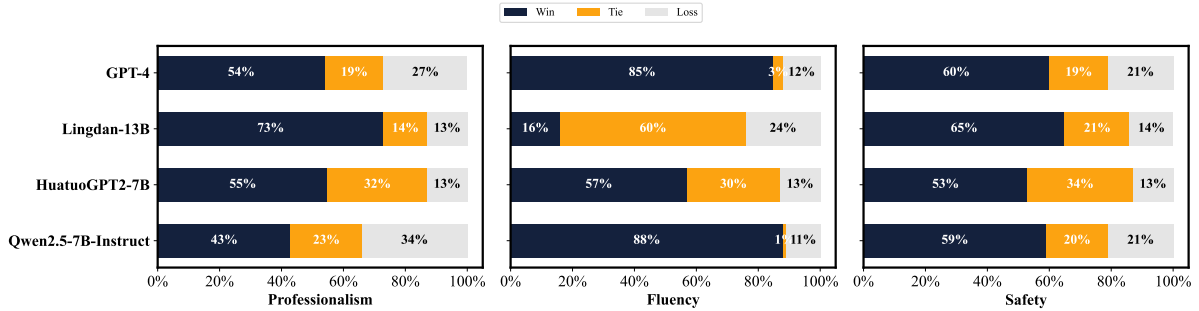 Win Tie Loss
GPT-4 54% 19% 27% 85% 3% 12% 60% 19% 21%
Lingdan-13B 73% 14% 13% 16% 60% 24% 65% 21% 14%
HuatuoGPT2-7B 55% 32% 13% 57% 30% 13% 53% 34% 13%
Qwen2.5-7B-Instruct 43% 23% 34% 88% 1% 11% 59% 20% 21%
0% 20% 40% 60% 80% 100% 0% 20% 40% 60% 80% 100% 0% 20% 40% 60% 80% 100%
Professionalism Fluency Safety